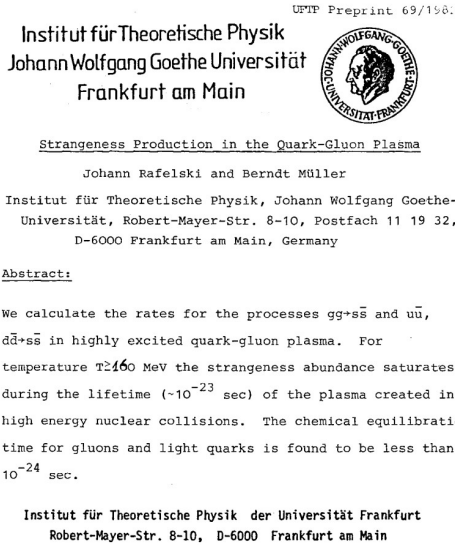 UFTP Preprint 69/198
Institut für Theoretische Physik
Johann Wolfgang Goethe Universität
Frankfurt am Main
JOHANN WOLFGANG GOETHE UNIVERSITÄT FRANKFURT
Strangeness Production in the Quark-Gluon Plasma
Johann Rafelski and Berndt Müller
Institut für Theoretische Physik, Johann Wolfgang Goethe-
Universität, Robert-Mayer-Str. 8-10, Postfach 11 19 32,
D-6000 Frankfurt am Main, Germany
Abstract:
We calculate the rates for the processes gg→ss̄ and uū,
dd̄→ss̄ in highly excited quark-gluon plasma. For
temperature T≥160 MeV the strangeness abundance saturates
during the lifetime (~10⁻²³ sec) of the plasma created in
high energy nuclear collisions. The chemical equilibrati
time for gluons and light quarks is found to be less than
10⁻²⁴ sec.
Institut für Theoretische Physik der Universität Frankfurt
Robert-Mayer-Str. 8-10, D-6000 Frankfurt am Main